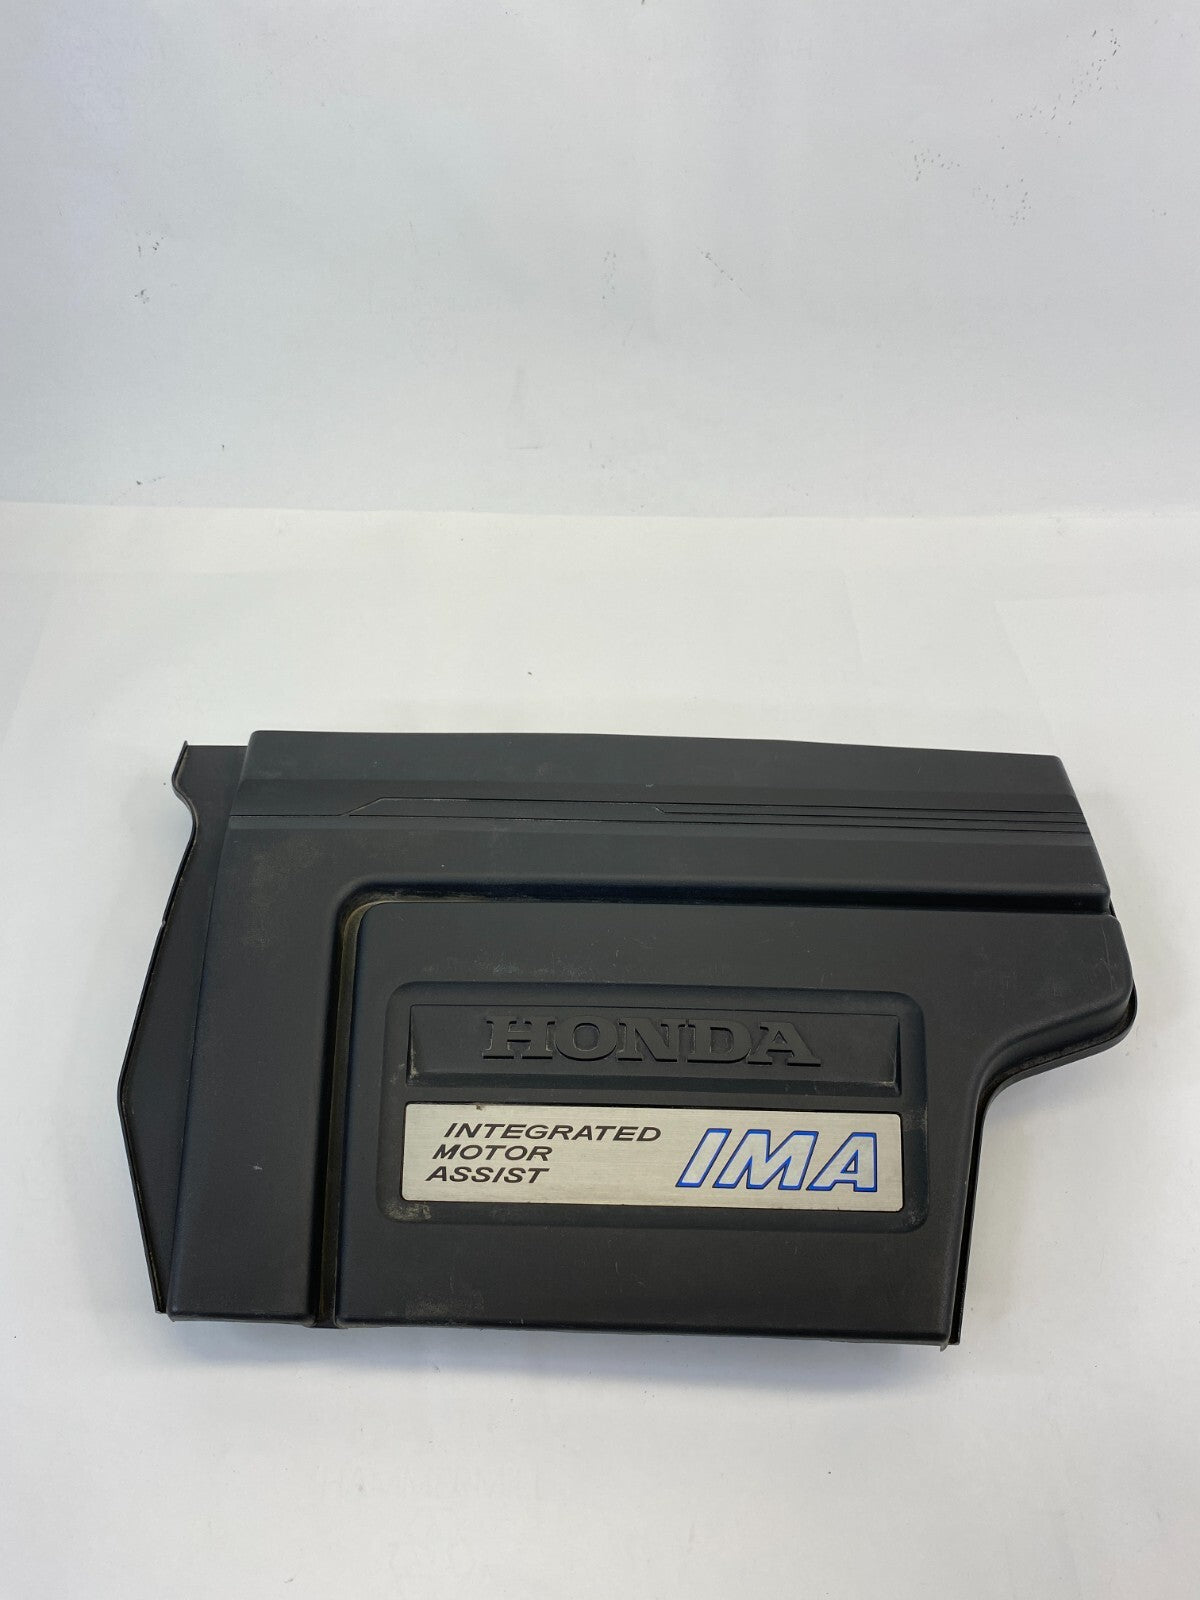 HONDA
INTEGRATED
MOTOR
ASSIST
IMA